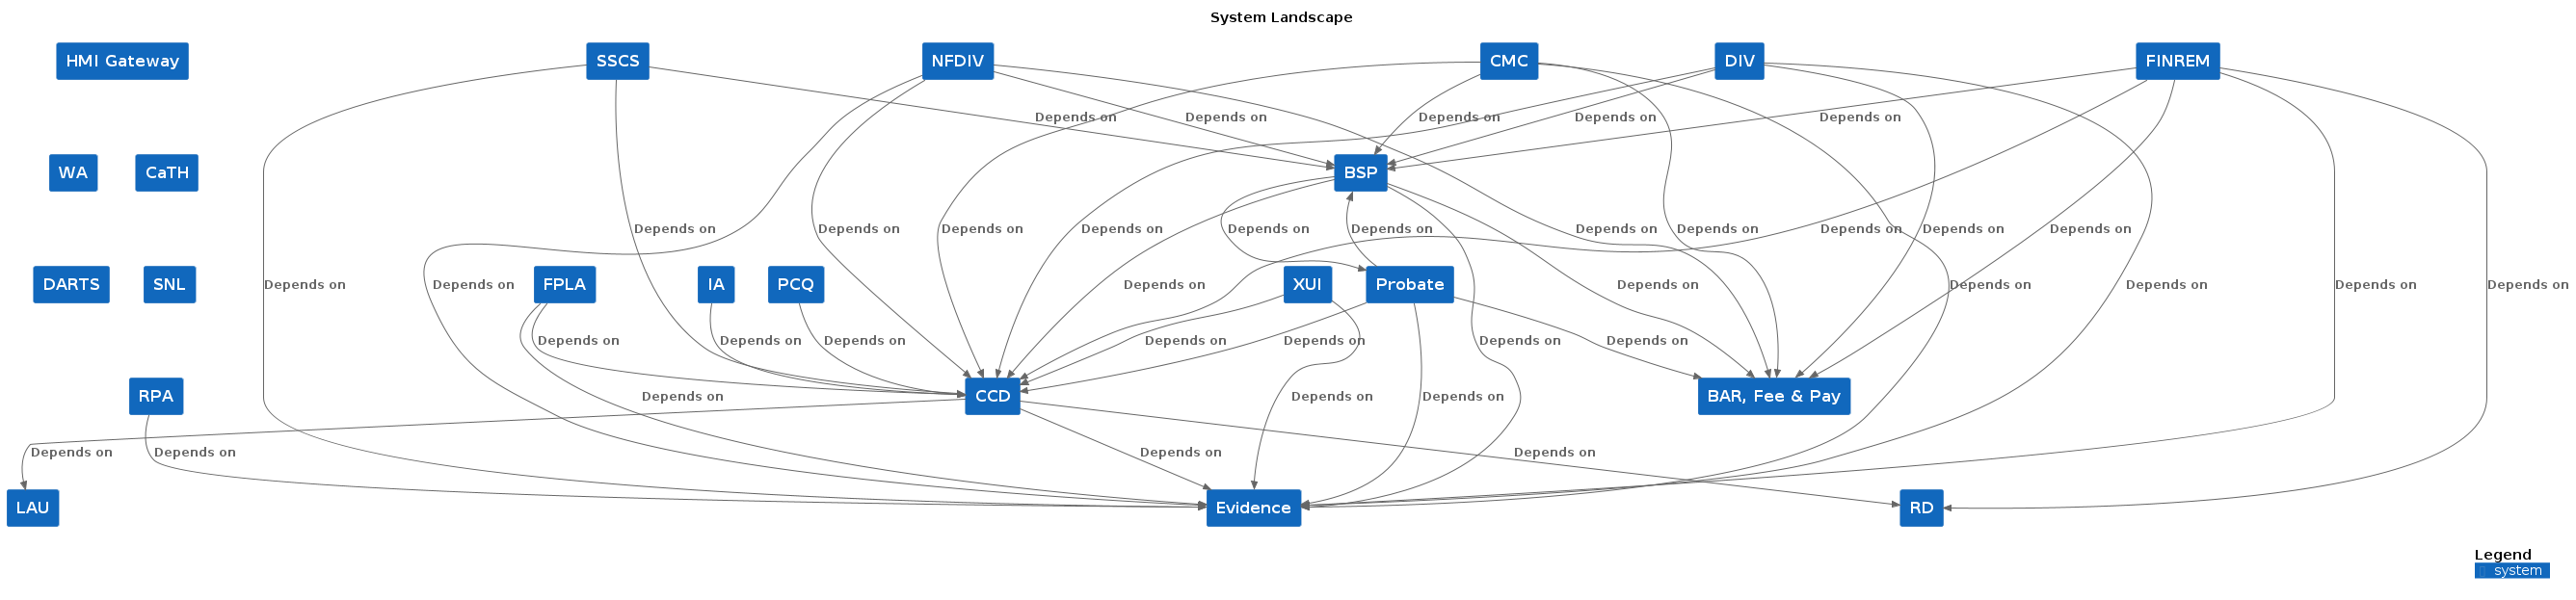 System Landscape
HMI Gateway
SSCS
NFDIV
CMC
DIV
FINREM
Depends on
Depends on
Depends on
Depends on
Depends on
WA
CaTH
BSP
Depends on
Depends on
Depends on
Depends on
Depends on
Depends on
Depends on
Depends on
Depends on
Depends on
Depends on
DARTS
SNL
Depends on
Depends on
FPLA
IA
PCQ
Depends on
XUI
Probate
Depends on
Depends on
Depends on
Depends on
Depends on
Depends on
Depends on
Depends on
Depends on
Depends on
Depends on
Depends on
RPA
Depends on
CCD
Depends on
Depends on
BAR, Fee & Pay
Depends on
Depends on
Depends on
Depends on
LAU
Evidence
RD
Legend
system